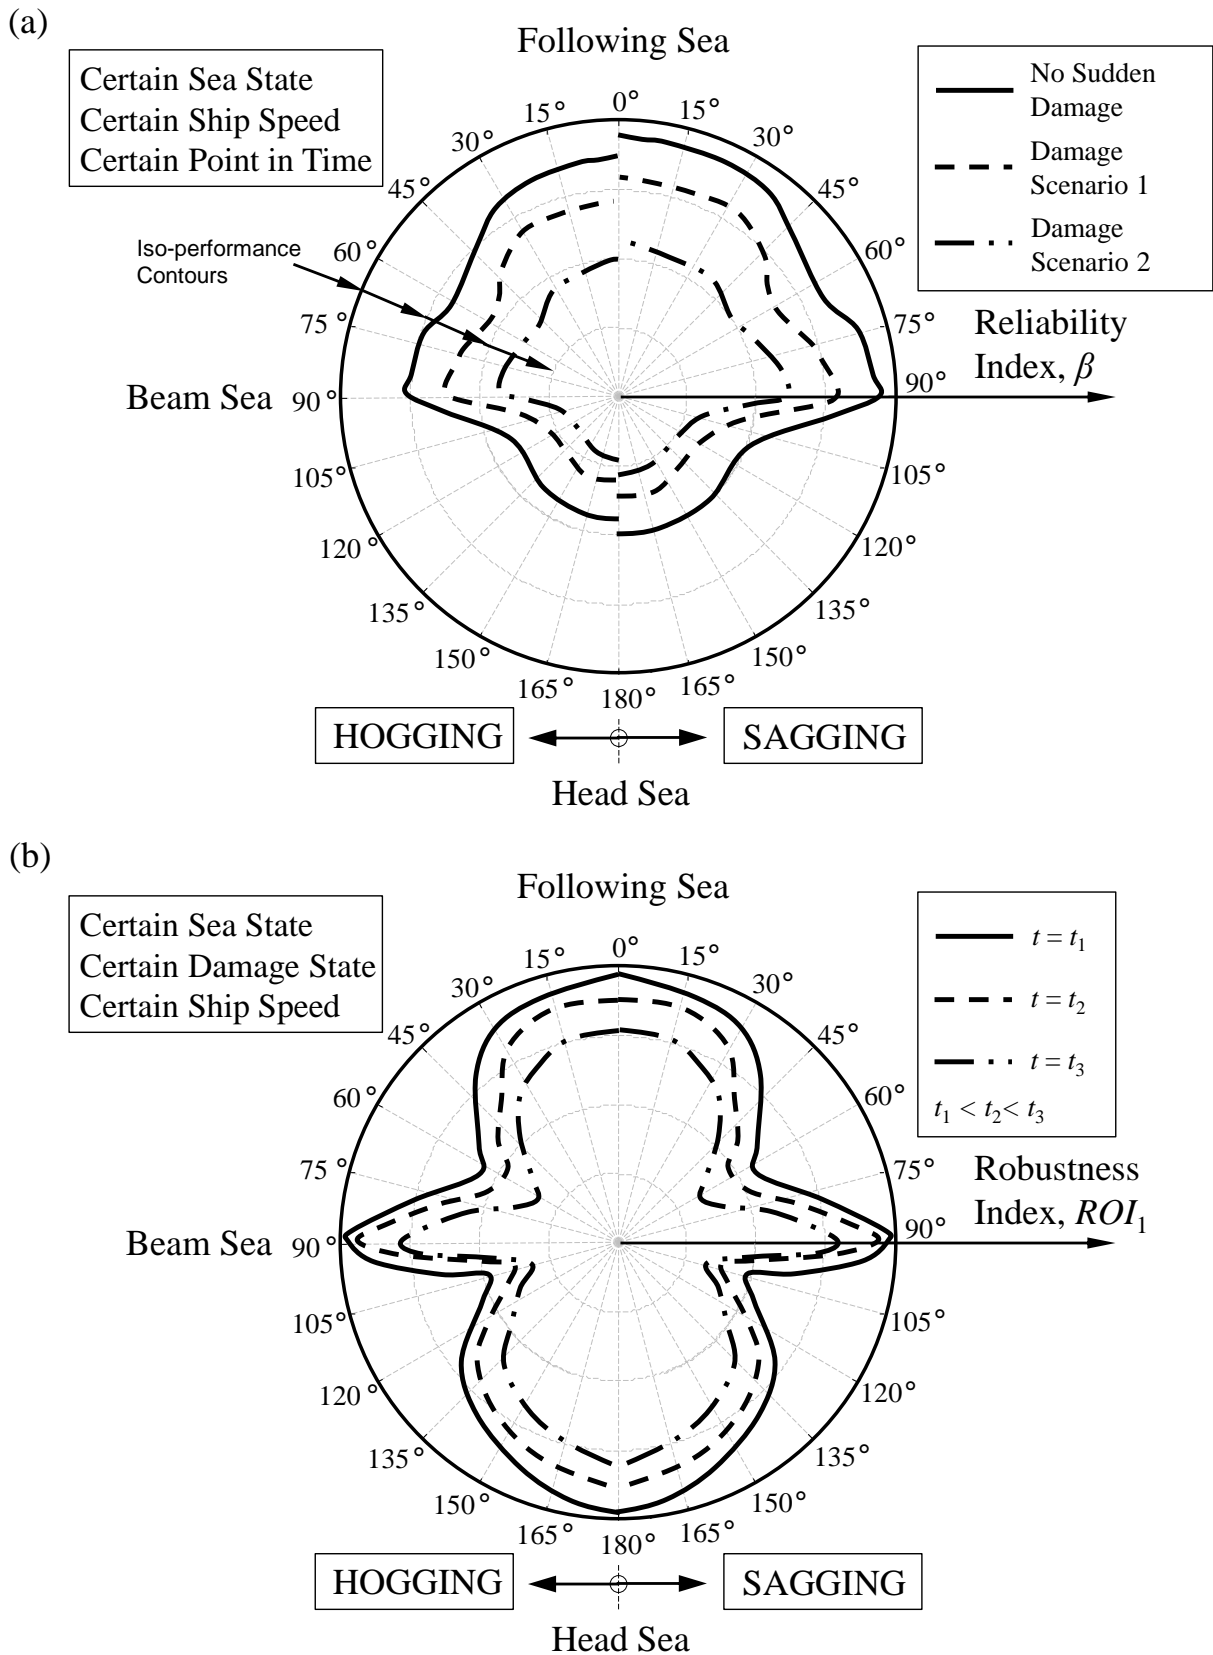 (a)
Following Sea
Certain Sea State
Certain Ship Speed
Certain Point in Time
No Sudden
Damage
Damage
Scenario 1
Damage
Scenario 2
0°
15°
15°
30°
30°
45°
45°
60°
60°
75°
75°
90°
90°
105°
105°
120°
120°
135°
135°
150°
150°
165°
165°
180°
Iso-performance
Contours
Beam Sea
Reliability
Index, β
HOGGING
SAGGING
Head Sea
(b)
Following Sea
Certain Sea State
Certain Damage State
Certain Ship Speed
t = t₁
t = t₂
t = t₃
t₁ < t₂< t₃
0°
15°
15°
30°
30°
45°
45°
60°
60°
75°
75°
90°
90°
105°
105°
120°
120°
135°
135°
150°
150°
165°
165°
180°
Beam Sea
Robustness
Index, ROI₁
HOGGING
SAGGING
Head Sea